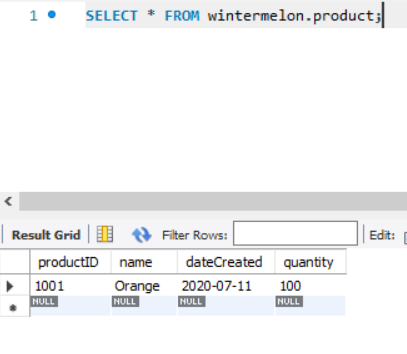 1 SELECT * FROM wintermelon.product;
Result Grid Filter Rows: Edit:
productID name dateCreated quantity
1001 Orange 2020-07-11 100
NULL NULL NULL NULL